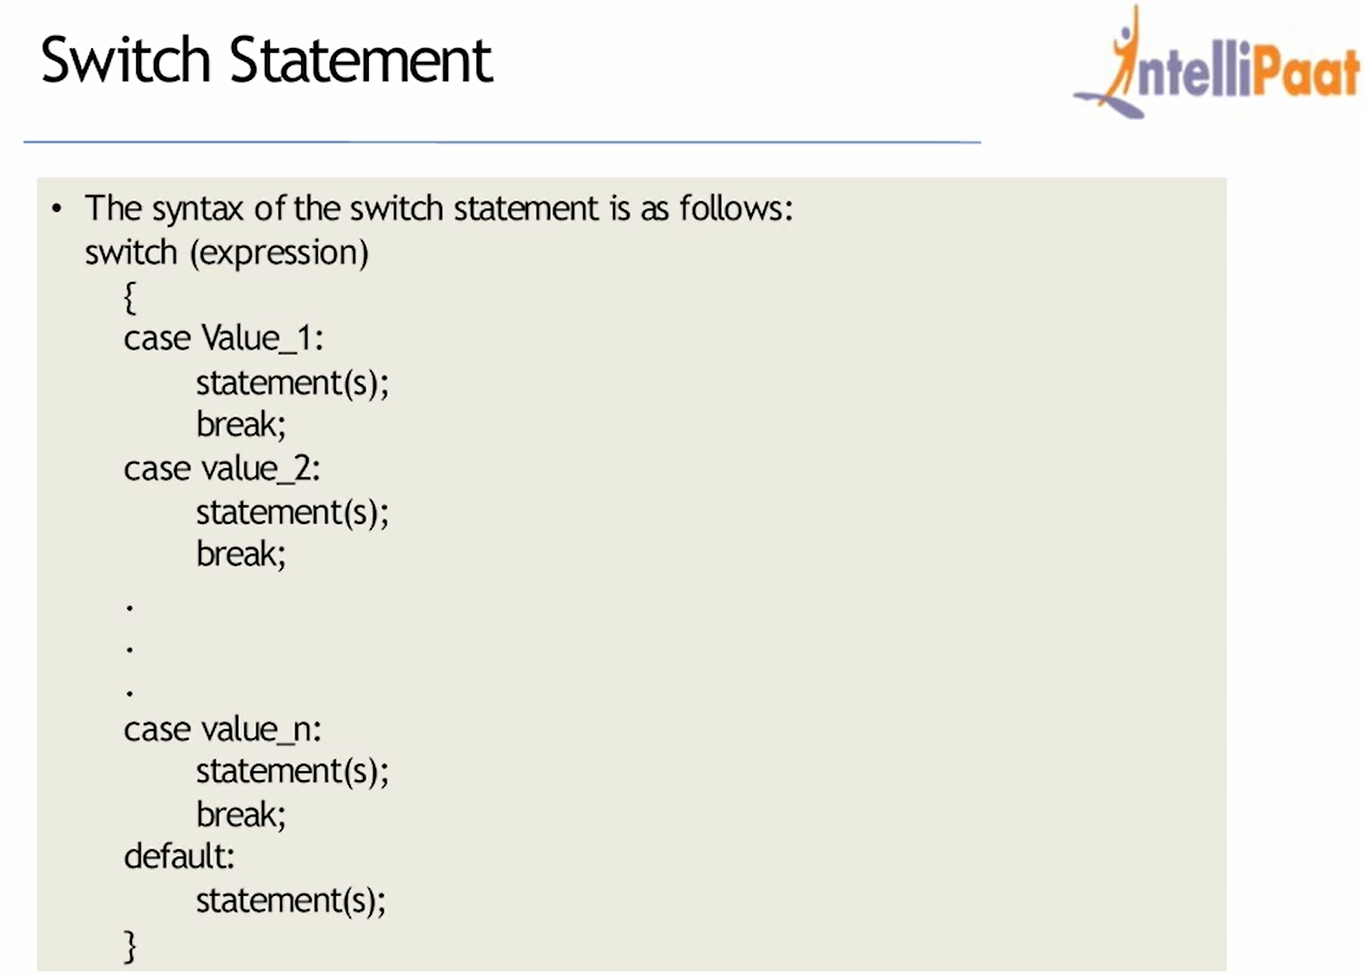 Switch Statement
IntelliPaat
• The syntax of the switch statement is as follows:
switch (expression)
{
case Value_1:
statement(s);
break;
case value_2:
statement(s);
break;
.
.
.
case value_n:
statement(s);
break;
default:
statement(s);
}